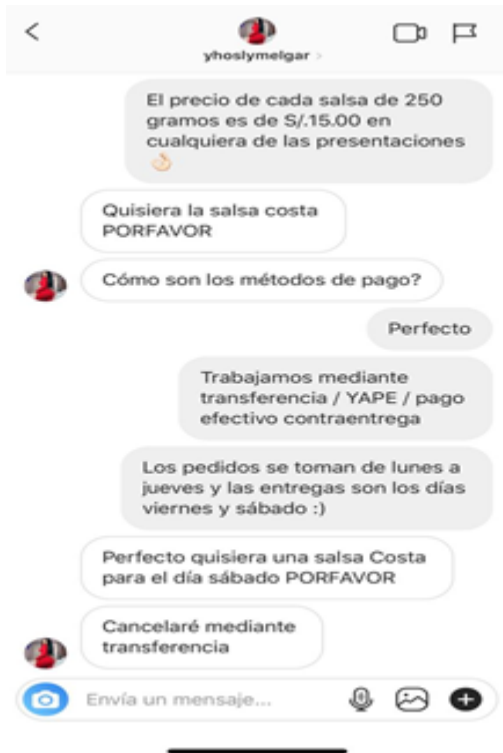 yhoslymelgar
El precio de cada salsa de 250
gramos es de S/.15.00 en
cualquiera de las presentaciones
👌🏻
Quisiera la salsa costa
PORFAVOR
Cómo son los métodos de pago?
Perfecto
Trabajamos mediante
transferencia / YAPE / pago
efectivo contraentrega
Los pedidos se toman de lunes a
jueves y las entregas son los días
viernes y sábado :)
Perfecto quisiera una salsa Costa
para el día sábado PORFAVOR
Cancelaré mediante
transferencia
Envía un mensaje...